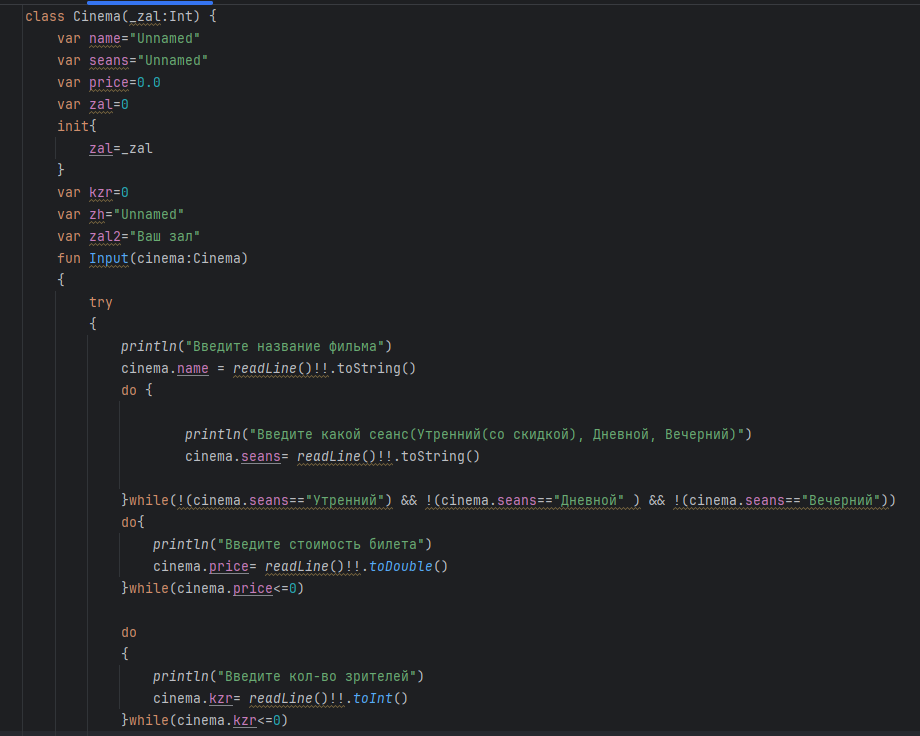 class Cinema(_zal:Int) {
    var name="Unnamed"
    var seans="Unnamed"
    var price=0.0
    var zal=0
    init{
        zal=_zal
    }
    var kzr=0
    var zh="Unnamed"
    var zal2="Ваш зал"
    fun Input(cinema:Cinema)
    {
        try
        {
            println("Введите название фильма")
            cinema.name = readLine()!!.toString()
            do {
                    println("Введите какой сеанс(Утренний(со скидкой), Дневной, Вечерний)")
                    cinema.seans= readLine()!!.toString()
            }while(!(cinema.seans=="Утренний") && !(cinema.seans=="Дневной" ) && !(cinema.seans=="Вечерний"))
            do{
                println("Введите стоимость билета")
                cinema.price= readLine()!!.toDouble()
            }while(cinema.price<=0)
            do
            {
                println("Введите кол-во зрителей")
                cinema.kzr= readLine()!!.toInt()
            }while(cinema.kzr<=0)